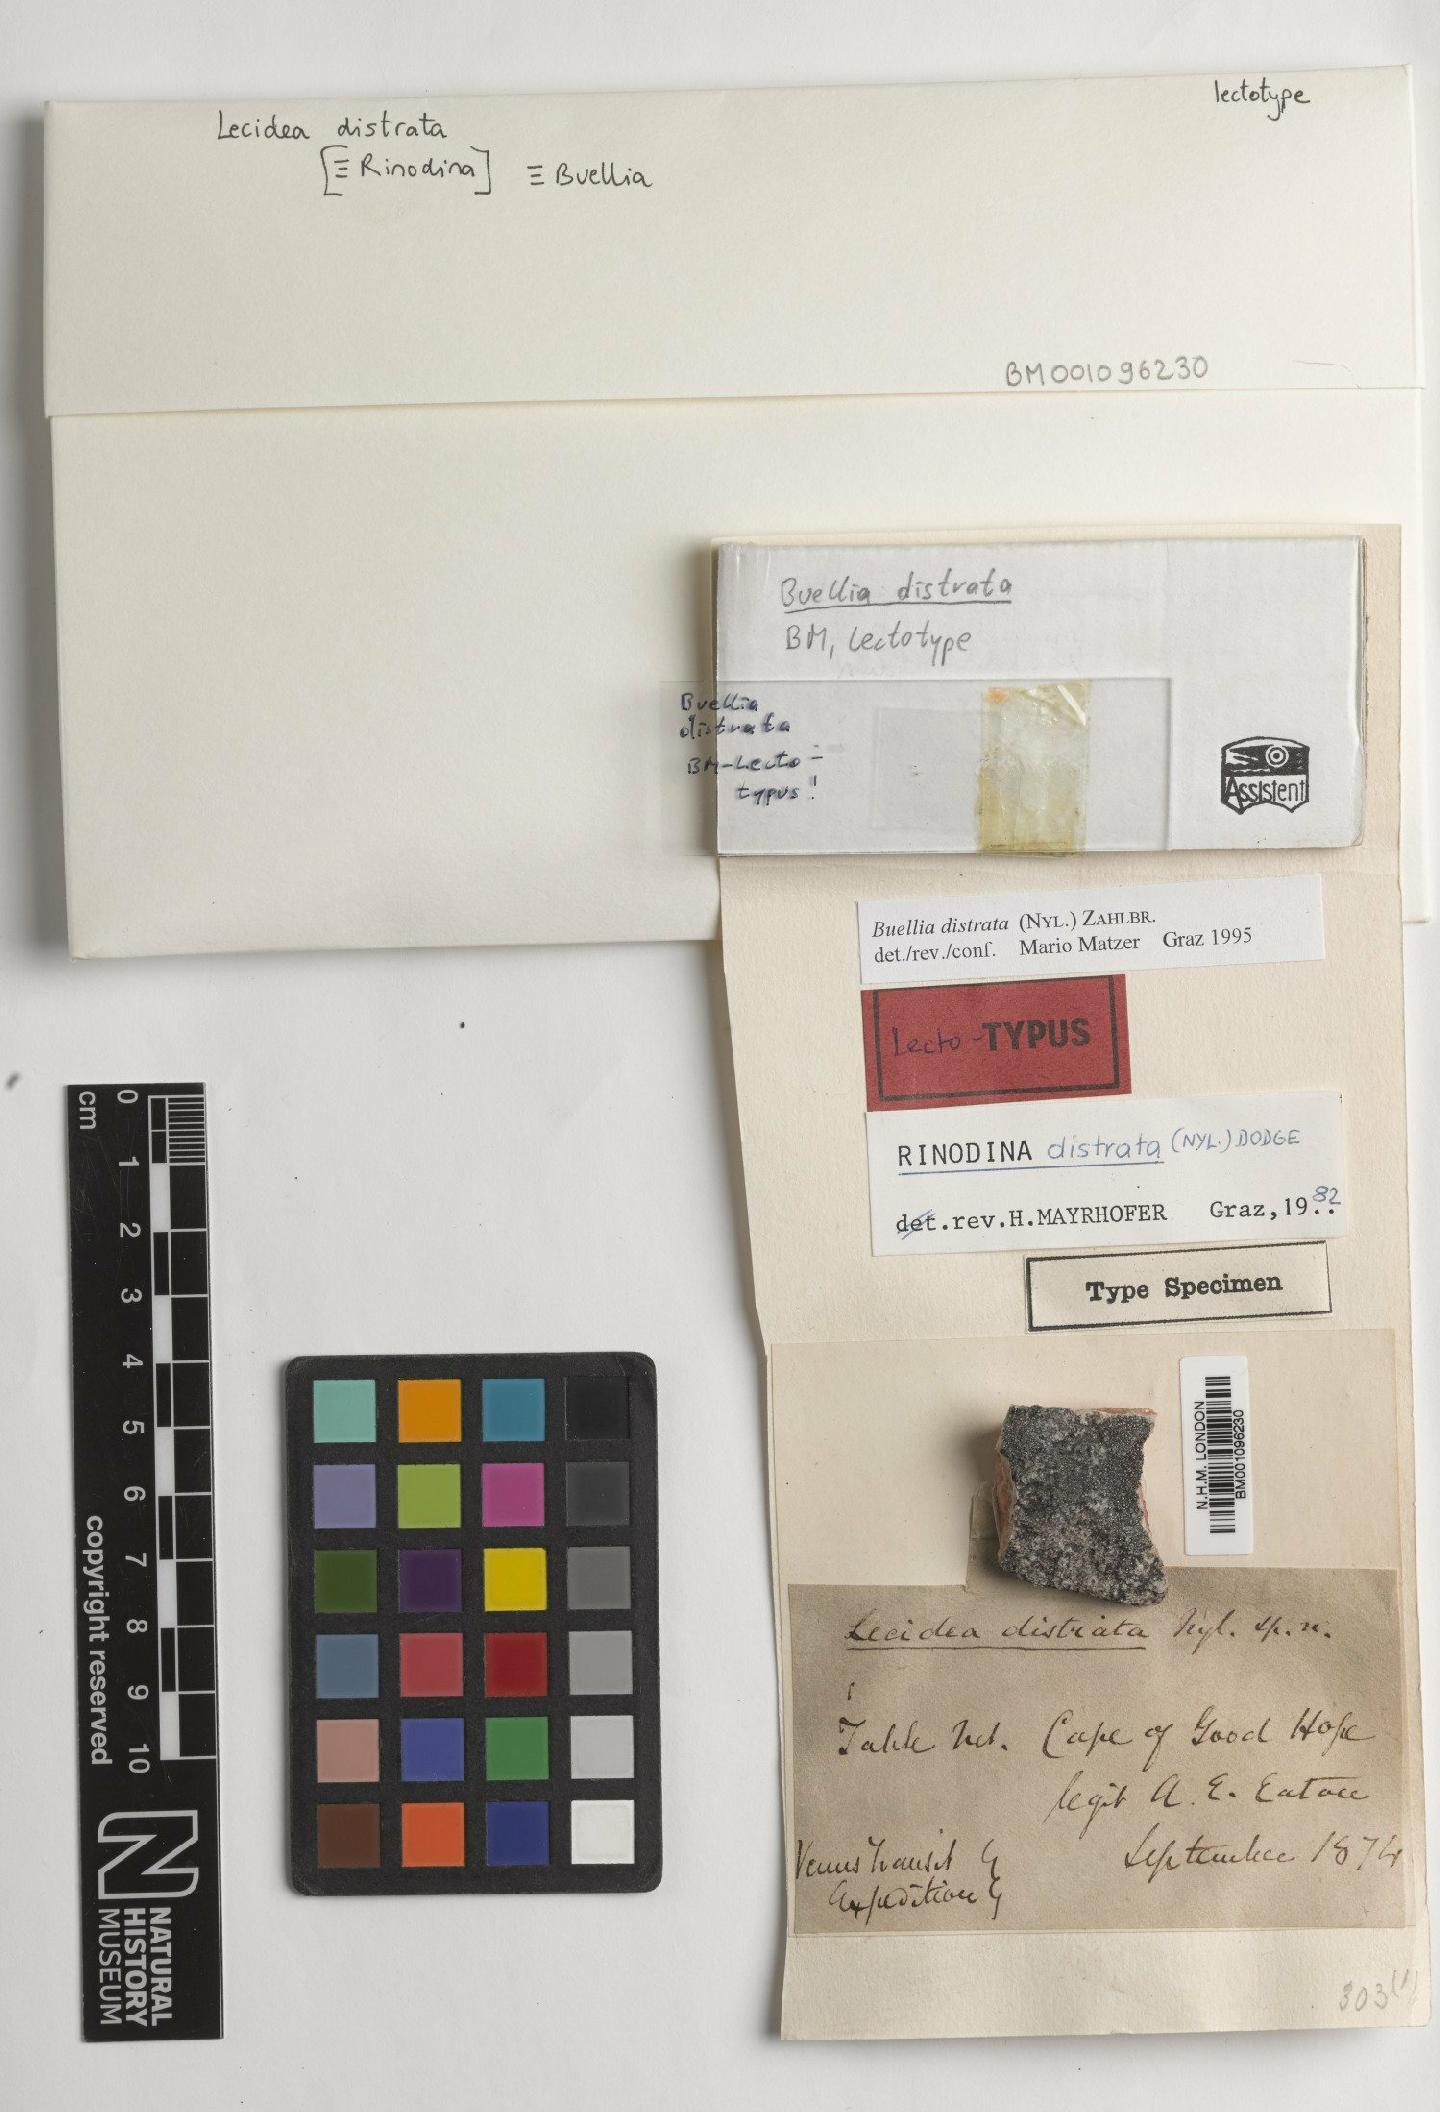 Lecidea distrata
lectotype
[≡ Rinodina] ≡ Buellia
BM001096230
Buellia distrata
BM, Lectotype
Buellia
distrata
BM-Lecto-
typus!
Assistent
Buellia distrata (NYL.) ZAHLBR.
det./rev./conf. Mario Matzer Graz 1995
Lecto-TYPUS
RINODINA distrata (NYL.) DODGE
det.rev.H.MAYRHOFER Graz,1982
Type Specimen
N.H.M. LONDON
BM001096230
Lecidea distrata Nyl. sp. n.
Table Mt. Cape of Good Hope
legit A. E. Eaton
Venus Transit
September 1874
Expedition
303(1)
cm
0
1
2
3
4
5
6
7
8
9
10
copyright reserved
N
NATURAL
HISTORY
MUSEUM